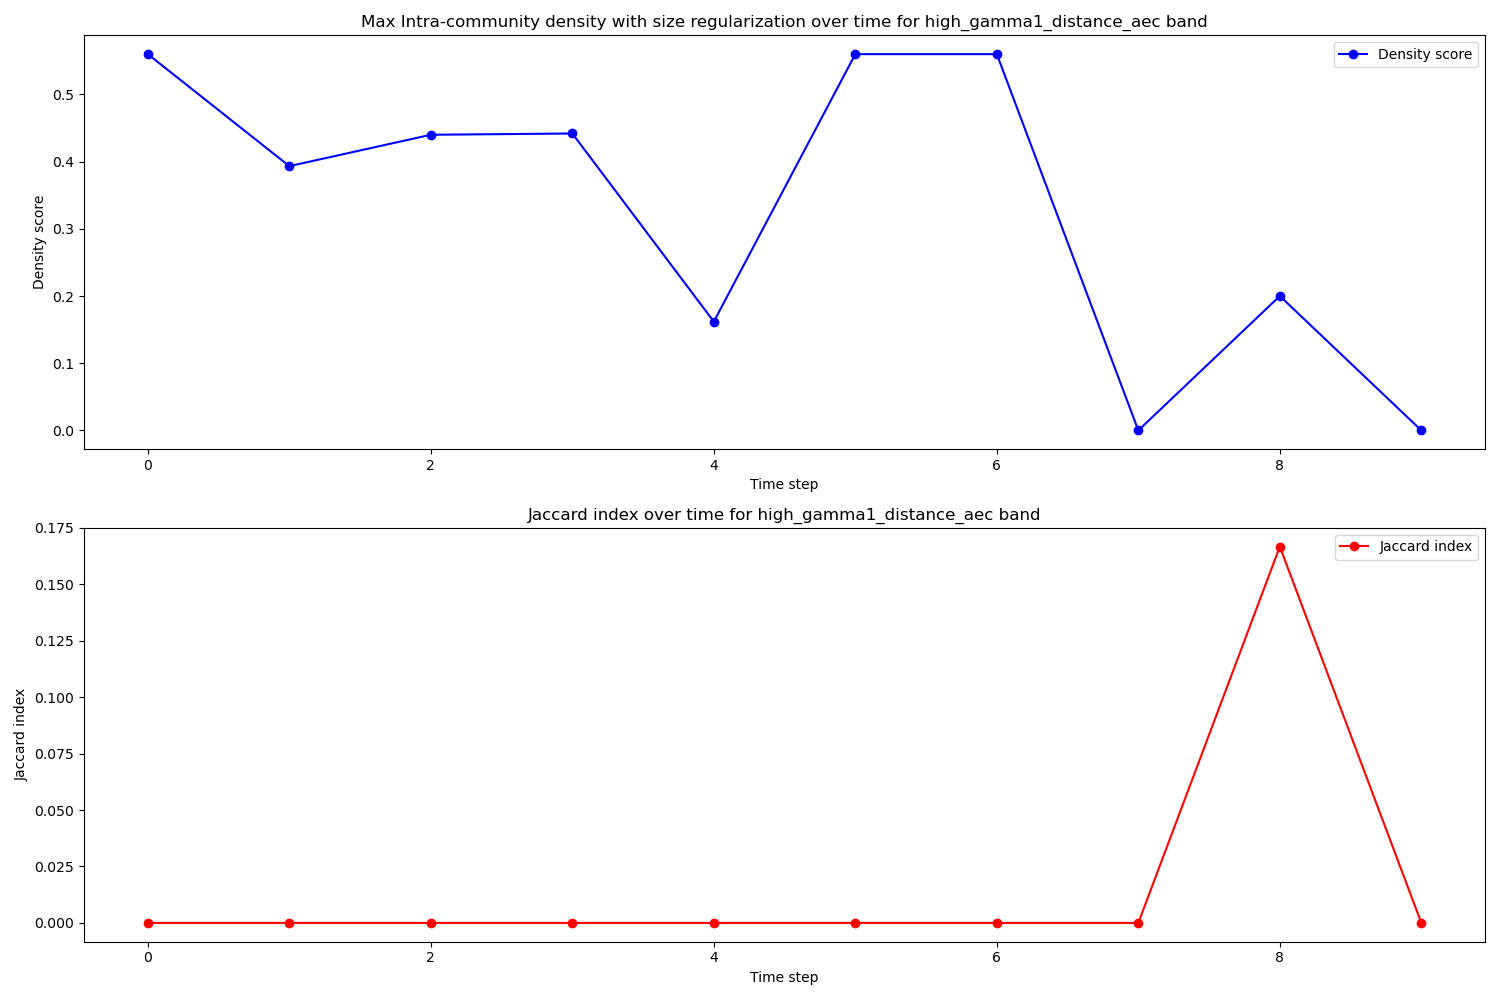 Max Intra-community density with size regularization over time for high_gamma1_distance_aec band
Density score
Density score
0.5
0.4
0.3
0.2
0.1
0.0
0 2 4 6 8
Time step
Jaccard index over time for high_gamma1_distance_aec band
Jaccard index
Jaccard index
0.175
0.150
0.125
0.100
0.075
0.050
0.025
0.000
0 2 4 6 8
Time step